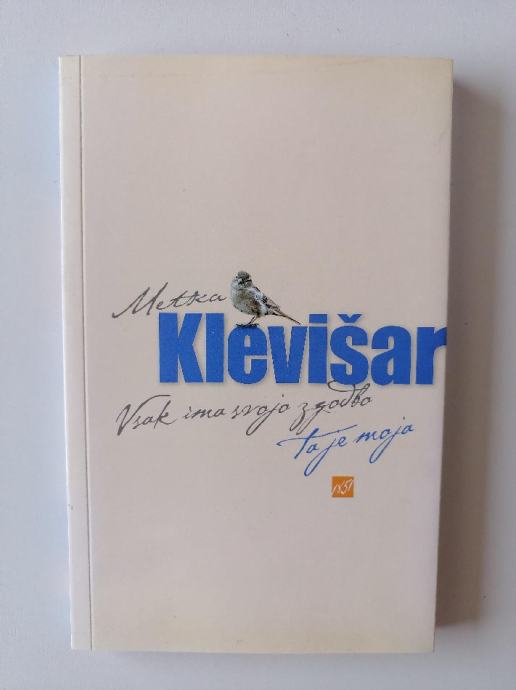 Metka
Klevišar
Vsak ima svojo zgodbo
ta je moja